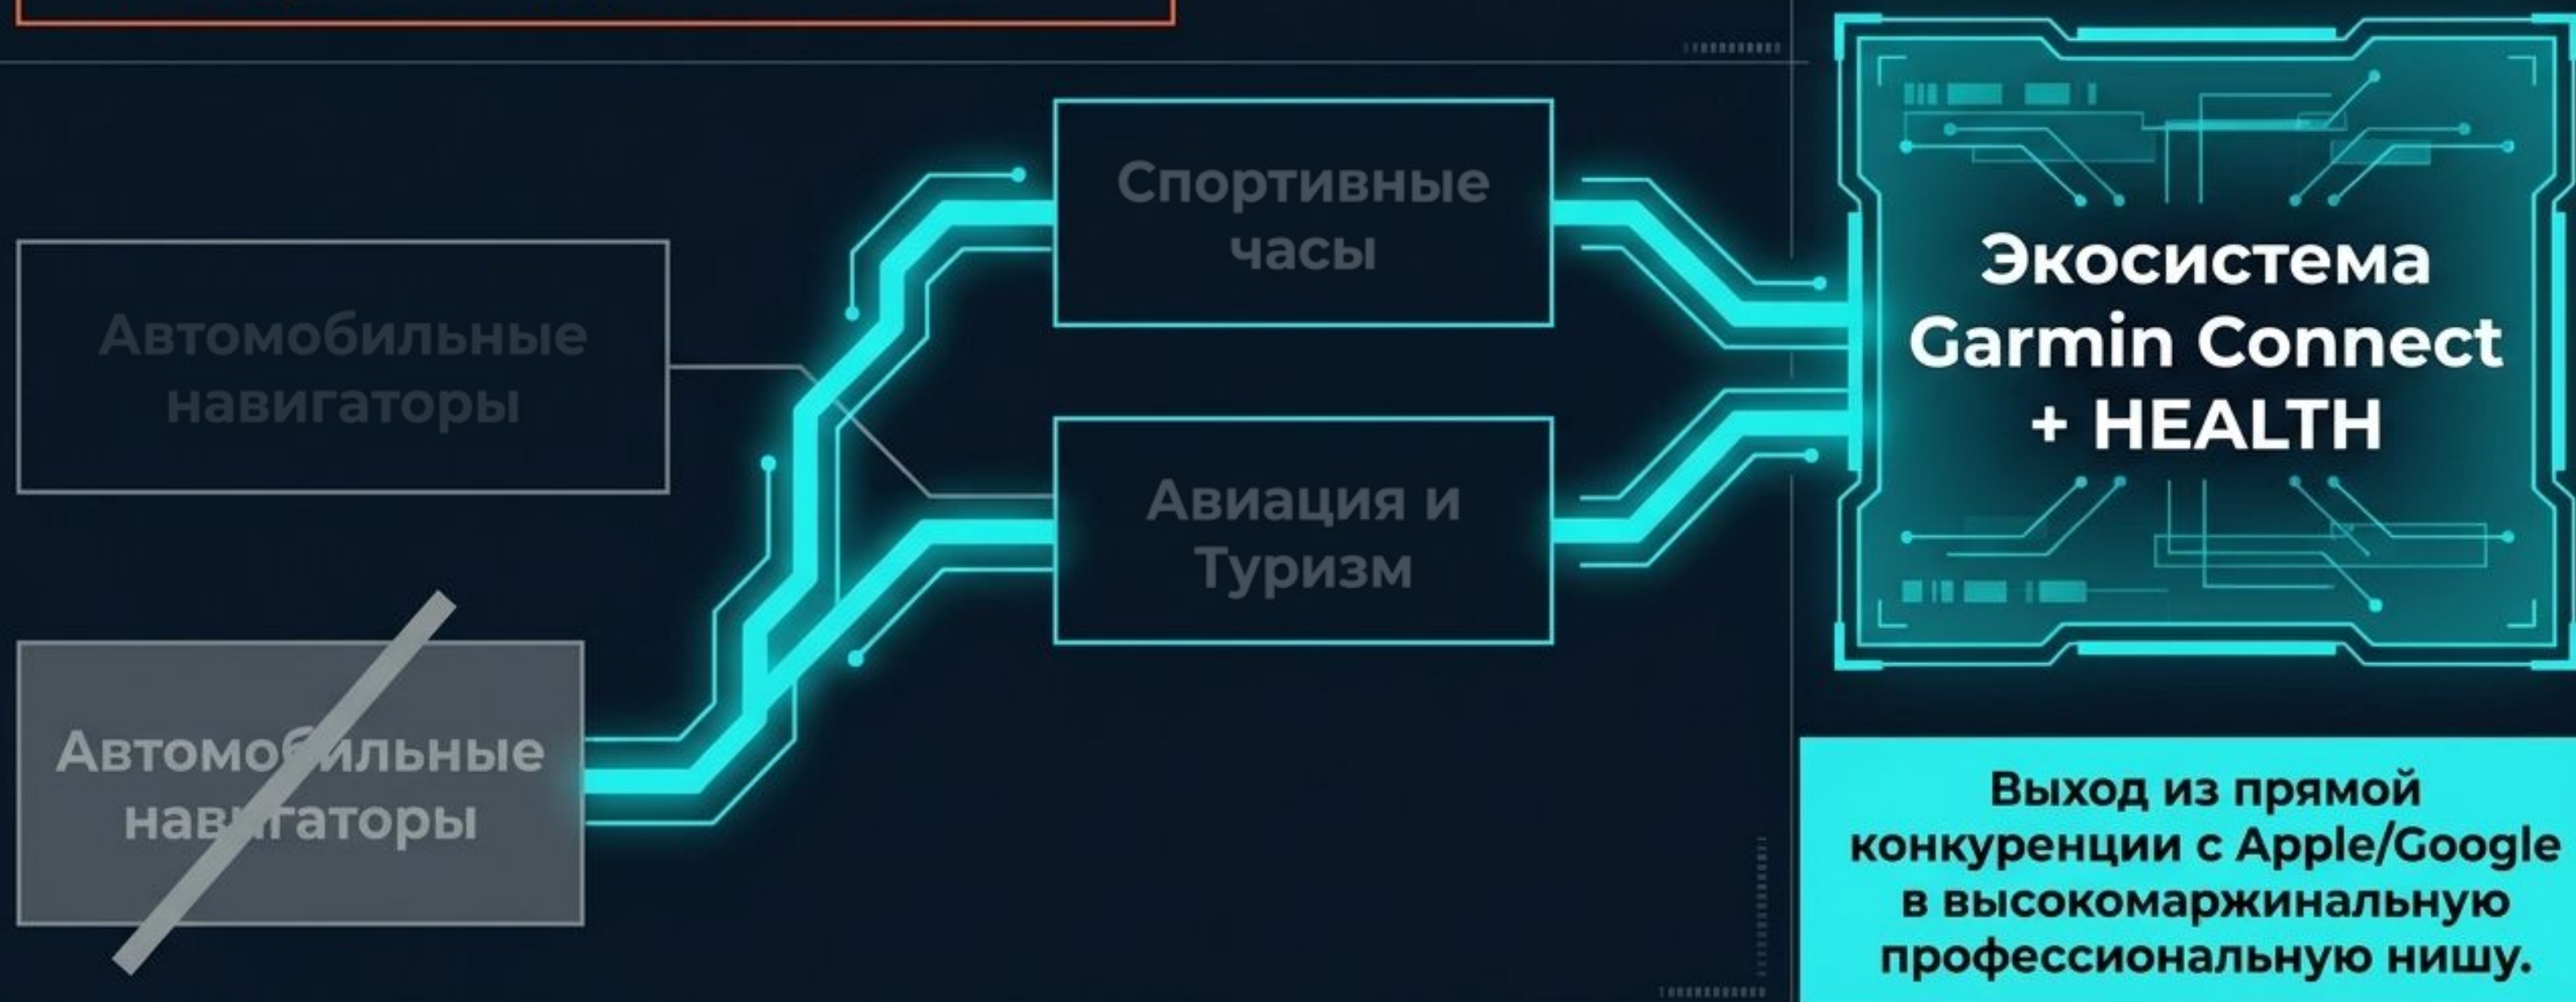 Спортивные
часы
Автомобильные
навигаторы
Авиация и
Туризм
Автомобильные
навигаторы
Экосистема
Garmin Connect
+ HEALTH
Выход из прямой
конкуренции с Apple/Google
в высокомаржинальную
профессиональную нишу.